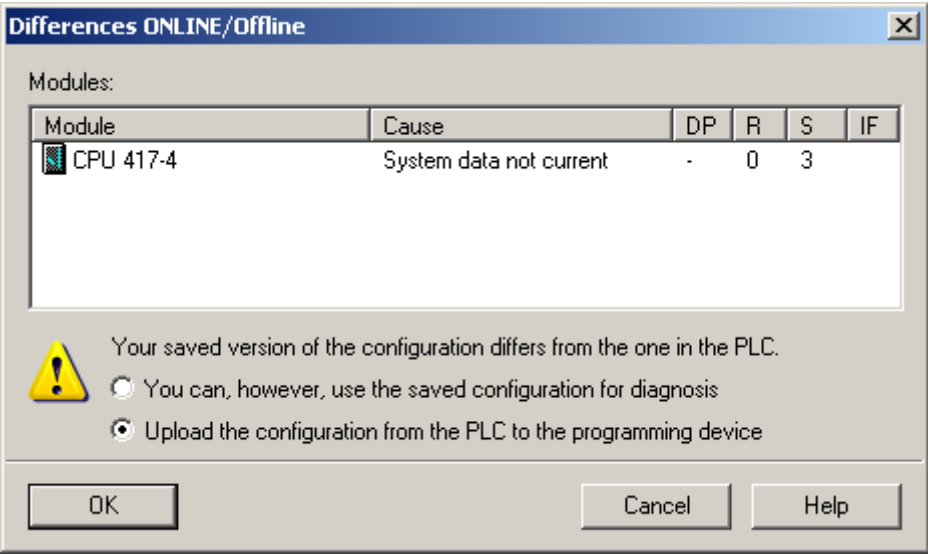 Differences ONLINE/Offline
Modules:
Module Cause DP R S IF
CPU 417-4 System data not current - 0 3
Your saved version of the configuration differs from the one in the PLC.
You can, however, use the saved configuration for diagnosis
Upload the configuration from the PLC to the programming device
OK Cancel Help